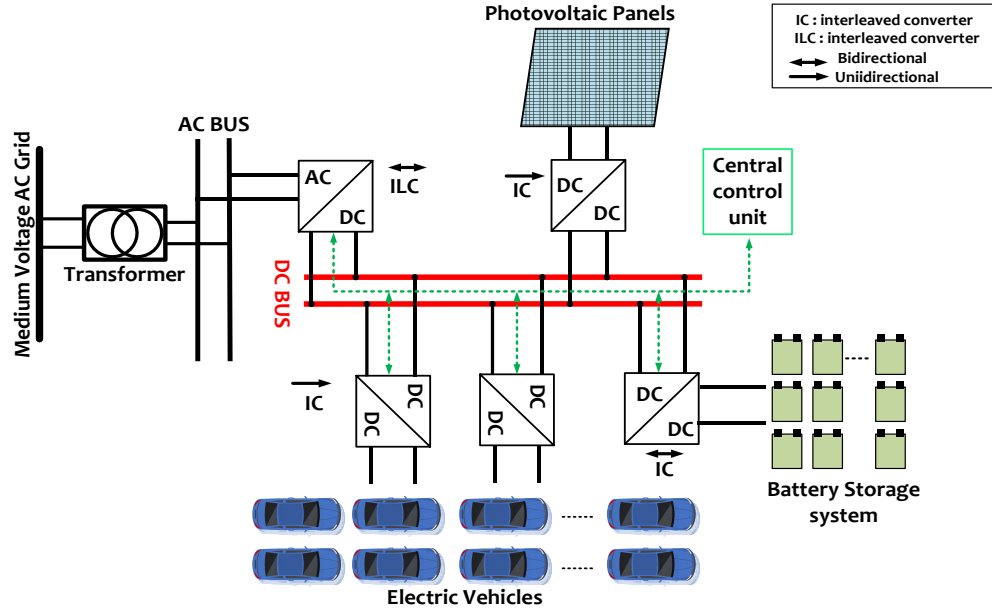 Photovoltaic Panels
IC : interleaved converter
ILC : interleaved converter
Bidirectional
Uniidirectional
AC BUS
Medium Voltage AC Grid
Transformer
AC
DC
ILC
IC
DC
DC
Central
control
unit
DC BUS
IC
DC
DC
DC
DC
DC
DC
IC
Battery Storage
system
Electric Vehicles